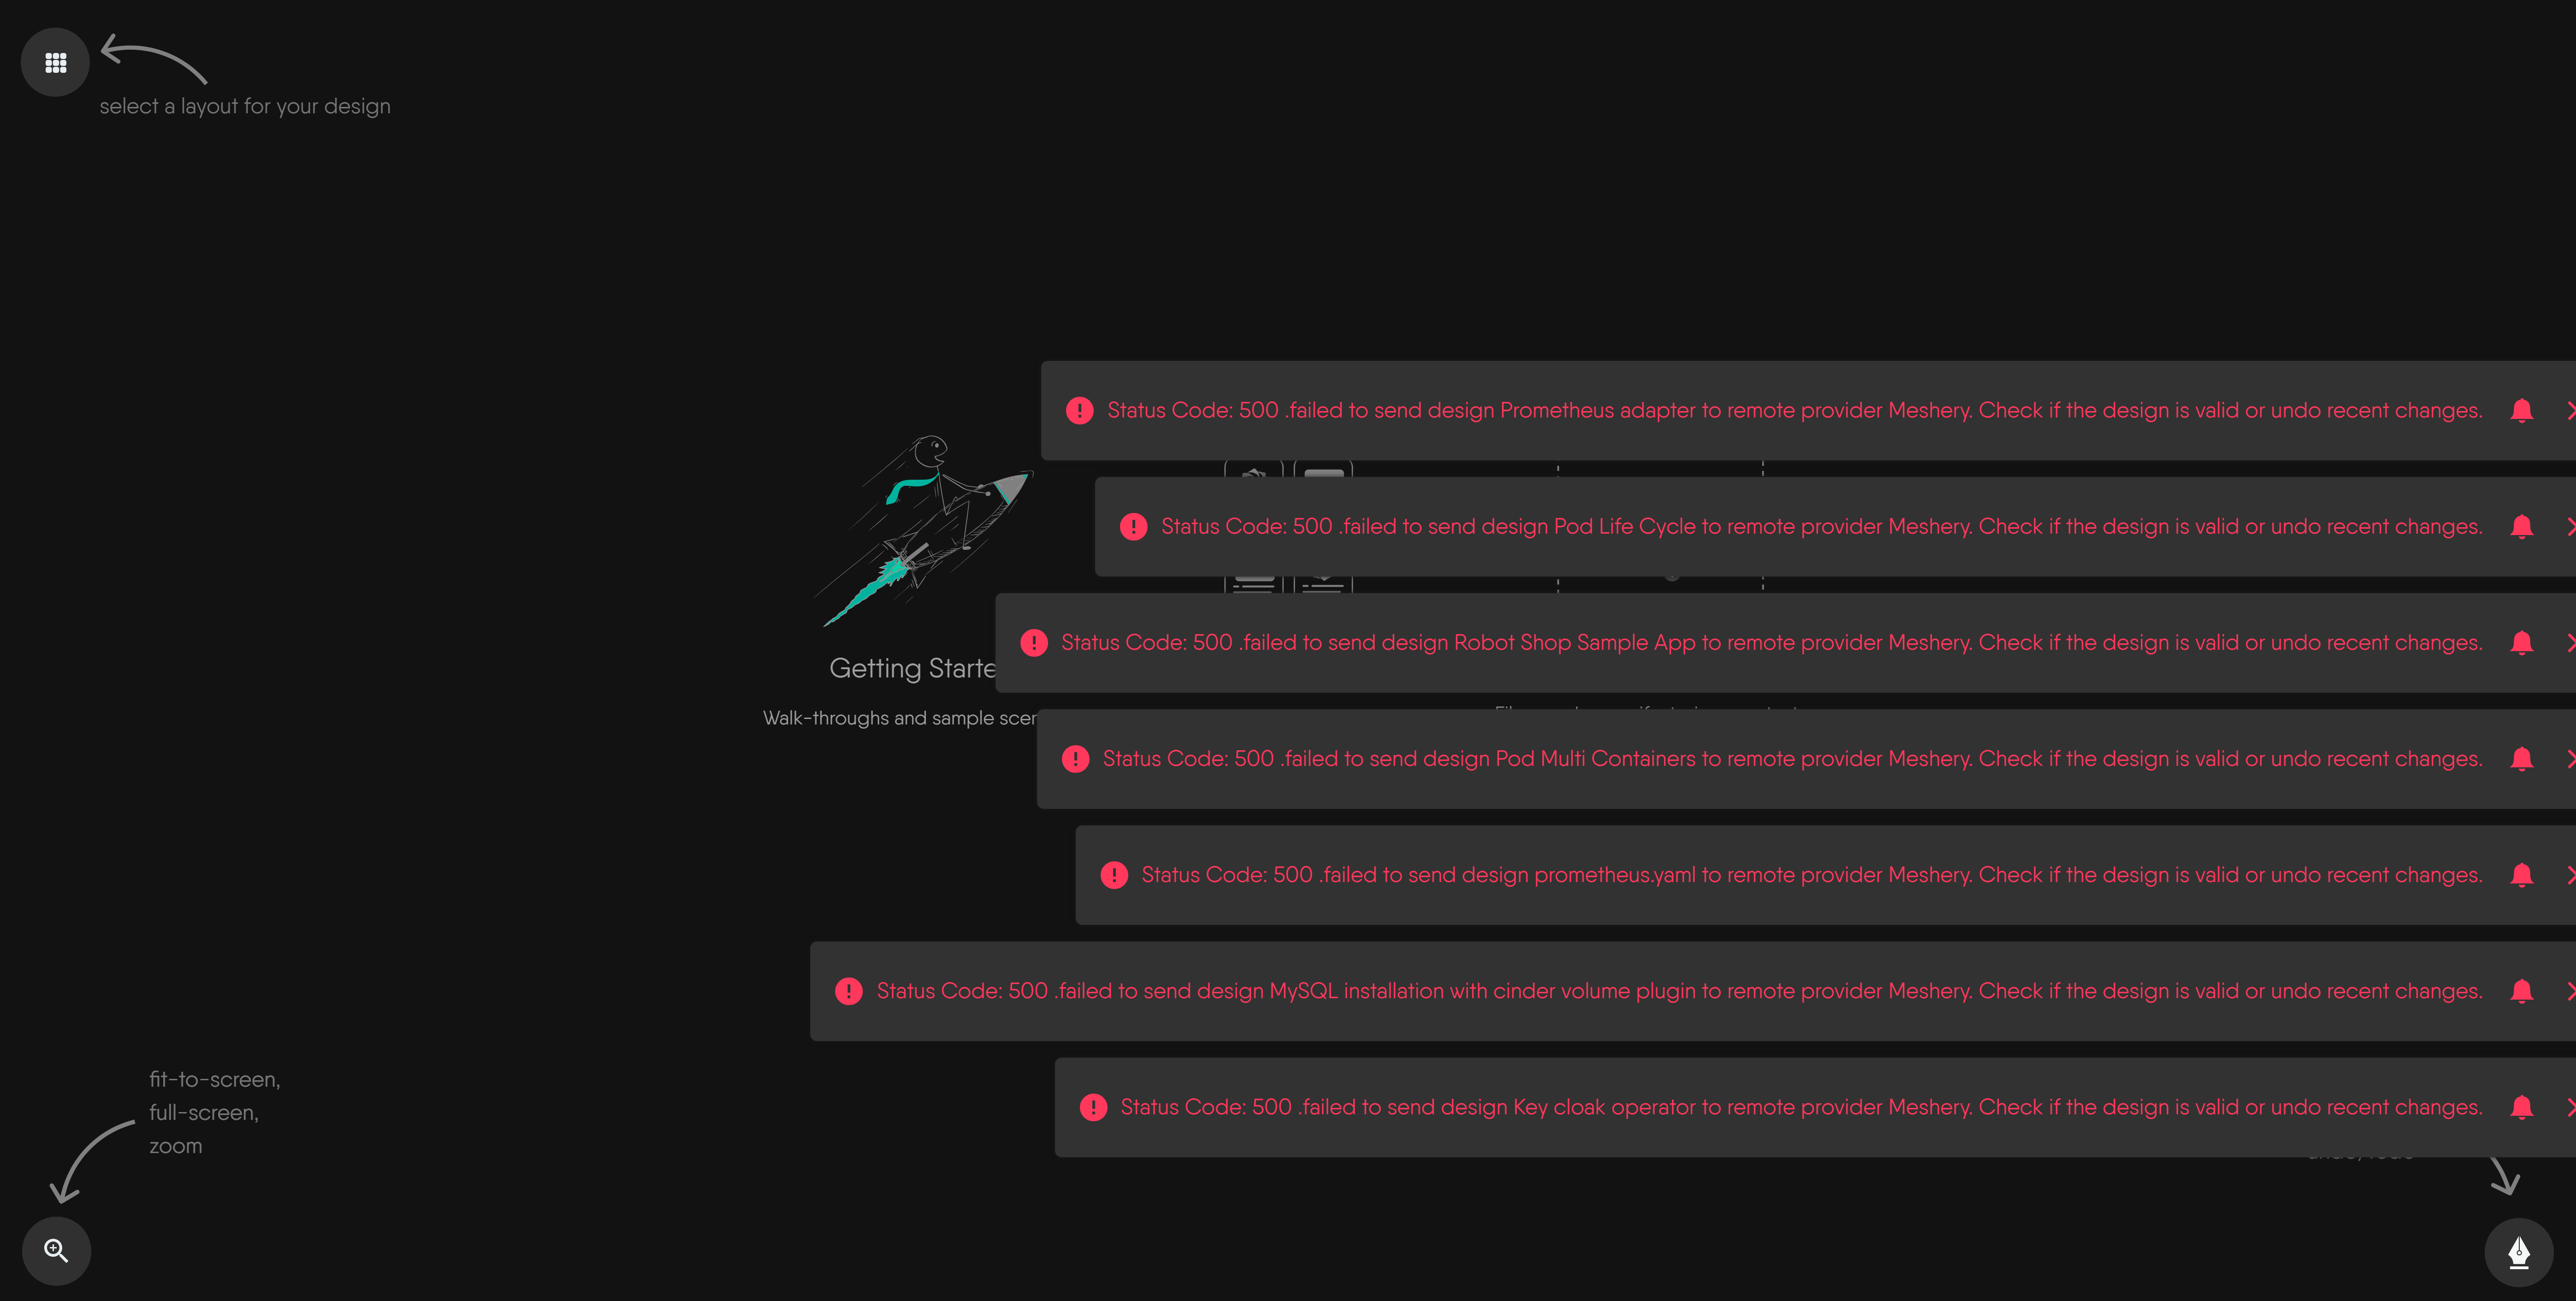 select a layout for your design
Status Code: 500 .failed to send design Prometheus adapter to remote provider Meshery. Check if the design is valid or undo recent changes.
Status Code: 500 .failed to send design Pod Life Cycle to remote provider Meshery. Check if the design is valid or undo recent changes.
Status Code: 500 .failed to send design Robot Shop Sample App to remote provider Meshery. Check if the design is valid or undo recent changes.
Getting Starte
Walk-throughs and sample scer
Status Code: 500 .failed to send design Pod Multi Containers to remote provider Meshery. Check if the design is valid or undo recent changes.
Status Code: 500 .failed to send design prometheus.yaml to remote provider Meshery. Check if the design is valid or undo recent changes.
Status Code: 500 .failed to send design MySQL installation with cinder volume plugin to remote provider Meshery. Check if the design is valid or undo recent changes.
Status Code: 500 .failed to send design Key cloak operator to remote provider Meshery. Check if the design is valid or undo recent changes.
fit-to-screen,
full-screen,
zoom